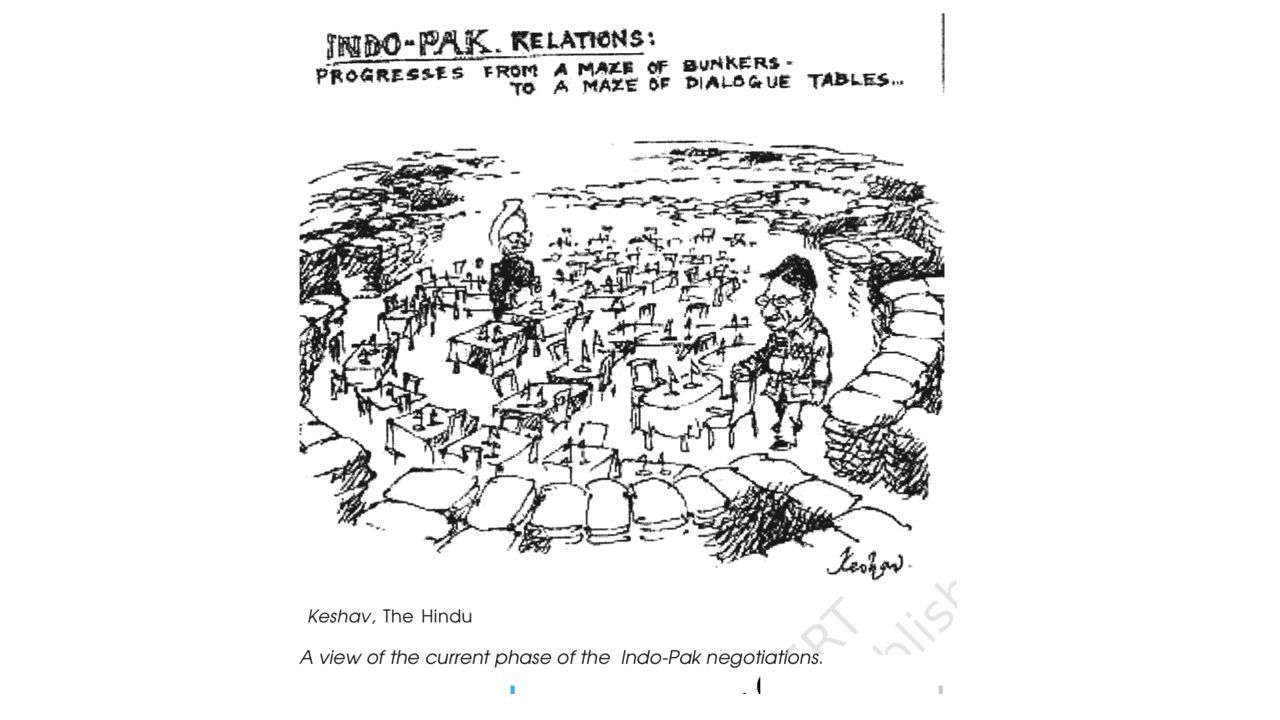 INDO-PAK. RELATIONS:
PROGRESSES FROM A MAZE OF BUNKERS-
TO A MAZE OF DIALOGUE TABLES...
Keshav.
Keshav, The Hindu
A view of the current phase of the Indo-Pak negotiations.